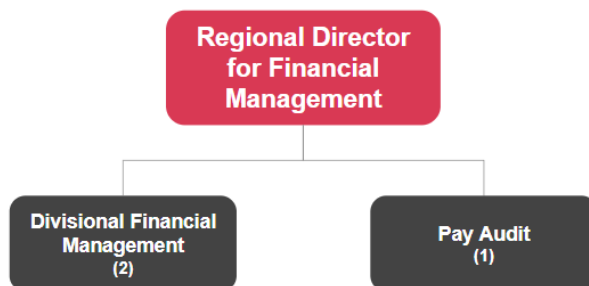 Regional Director
for Financial
Management
Divisional Financial
Management
(2)
Pay Audit
(1)